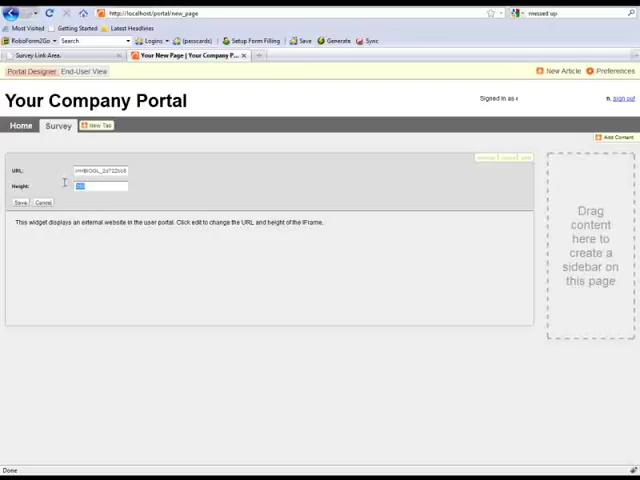 http://localhost/portal/new_page
messed up
Most Visited Getting Started Latest Headlines
RoboForm2Go Search Logins (passcards) Setup Form Filling Save Generate Sync
Survey Link Area. Your New Page | Your Company P...
Portal Designer End-User View New Article Preferences
Your Company Portal
Signed in as sign out
Home Survey New Tab
Add Content
URL:
Height:
Save Cancel
This widget displays an external website in the user portal. Click edit to change the URL and height of the IFrame.
Drag
content
here to
create a
sidebar on
this page
Done